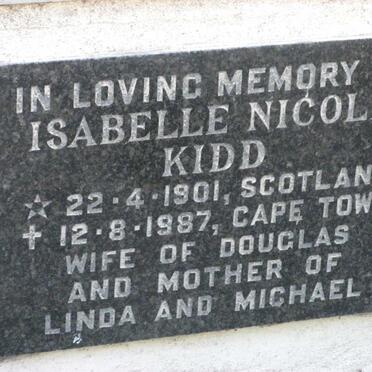 IN LOVING MEMORY
ISABELLE NICOL
KIDD
☆ 22·4·1901, SCOTLAN
✝ 12·8·1987, CAPE TOW
WIFE OF DOUGLAS
AND MOTHER OF
LINDA AND MICHAEL